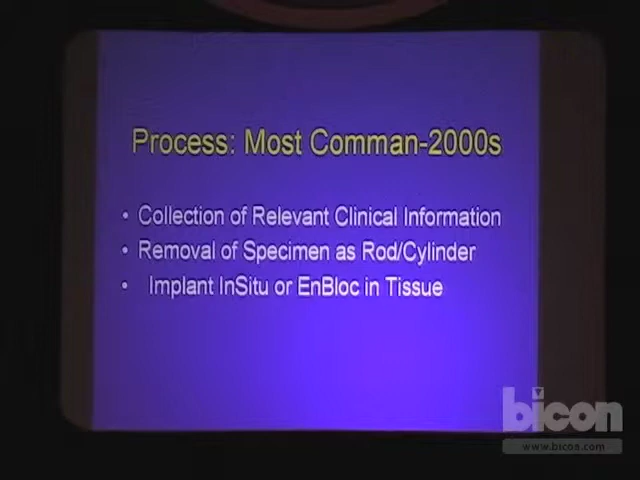 Process: Most Comman-2000s
• Collection of Relevant Clinical Information
• Removal of Specimen as Rod/Cylinder
• Implant InSitu or EnBloc in Tissue
bicon
www.bicon.com